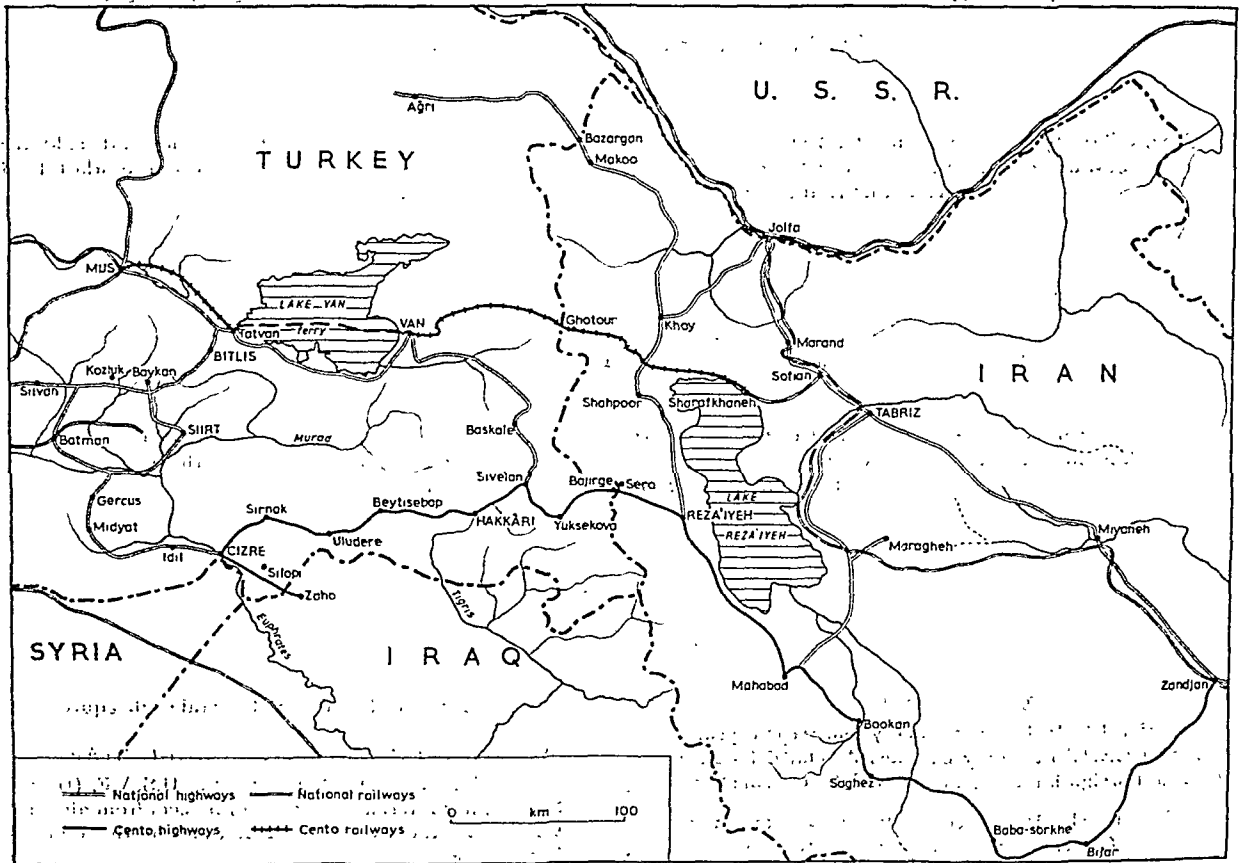 U. S. S. R.
Ağri
TURKEY
Bazargan
Makoo
Jolfa
MUS
LAKE VAN
Tatvan
Ferry
VAN
Ghotour
Khoy
Marand
BITLIS
Kozluk
Baykan
Silvan
Sofian
IRAN
Shahpoor
Sharafkhaneh
TABRIZ
SIIRT
Batman
Murad
Baskale
Sivelan
Bajirge
Sero
LAKE
REZA'IYEH
Gercus
Midyat
Beytisebap
Sirnak
HAKKÂRI
Yuksekova
REZA'IYEH
Uludere
Idil
CIZRE
Silopi
Zaho
Maragheh
Miyaneh
Tigris
Euphrates
SYRIA
IRAQ
Mahabad
Zandjan
Bookan
Saghez
Baba-sorkhe
Bijar
National highways
National railways
Cento highways
Cento railways
0 km 100